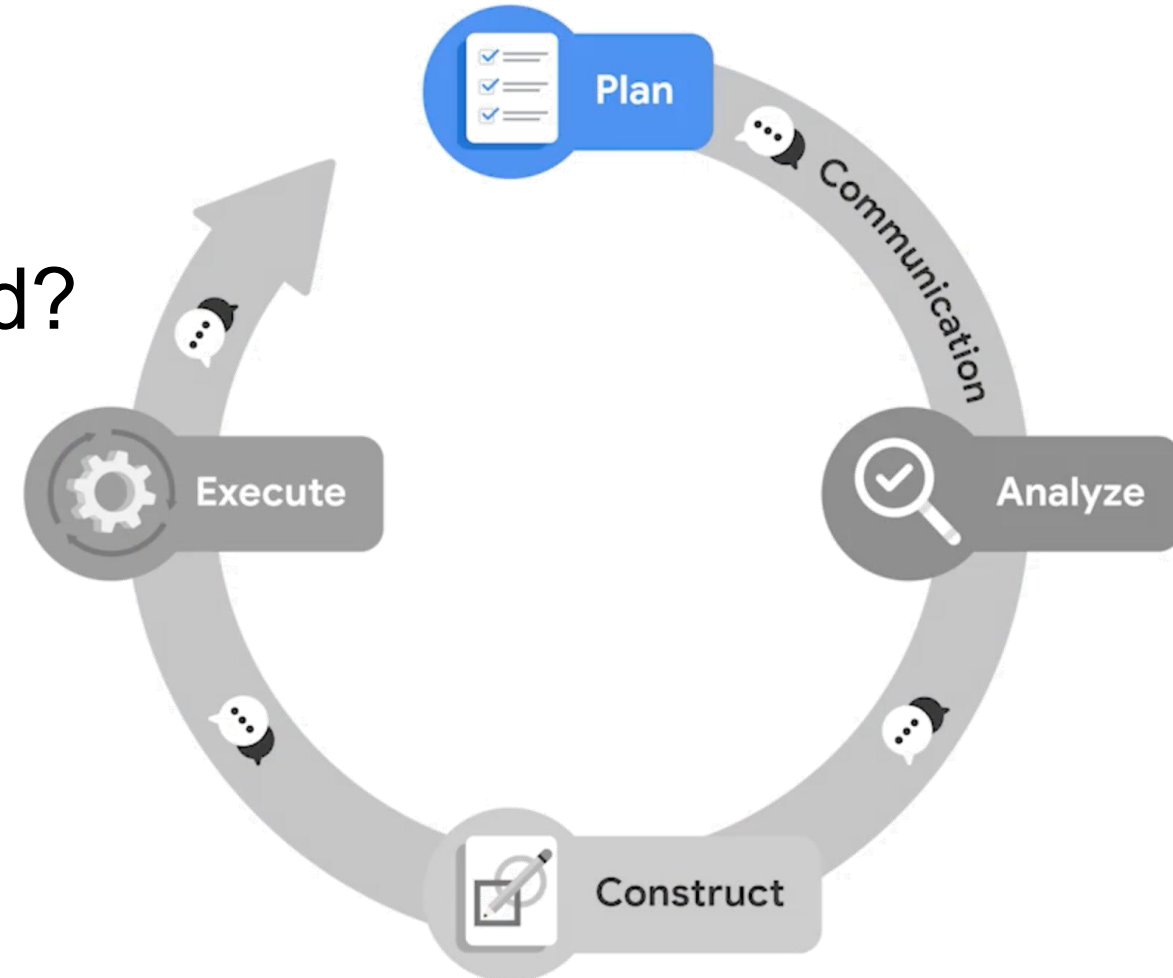 Plan
Communication
d?
Execute
Analyze
Construct